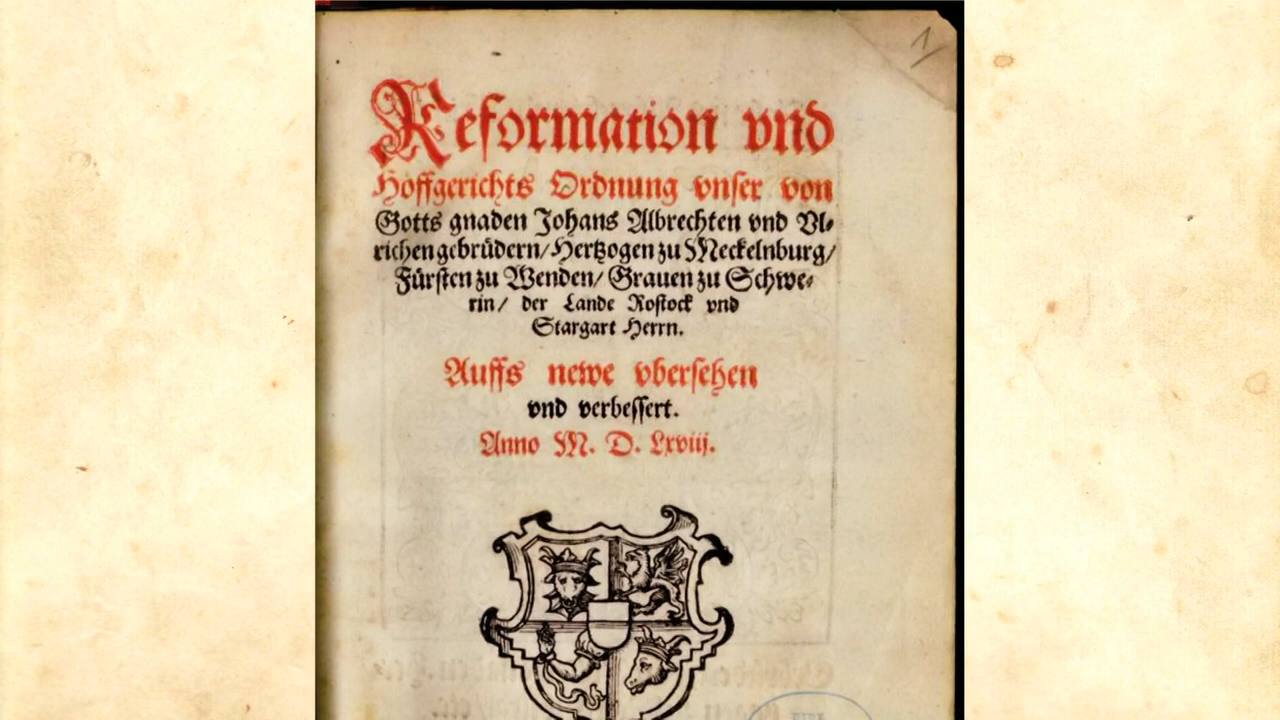 1
Reformation vnd
Hoffgerichts Ordnung vnser von
Gotts gnaden Johans Albrechten vnd Vl⸗
richen gebrüdern/ Hertzogen zu Meckelnburg/
Fürsten zu Wenden/ Grauen zu Schwe⸗
rin/ der Lande Rostock vnd
Stargart Herrn.
Auffs newe vbersehen
vnd verbessert.
Anno M. D. Lxviij.